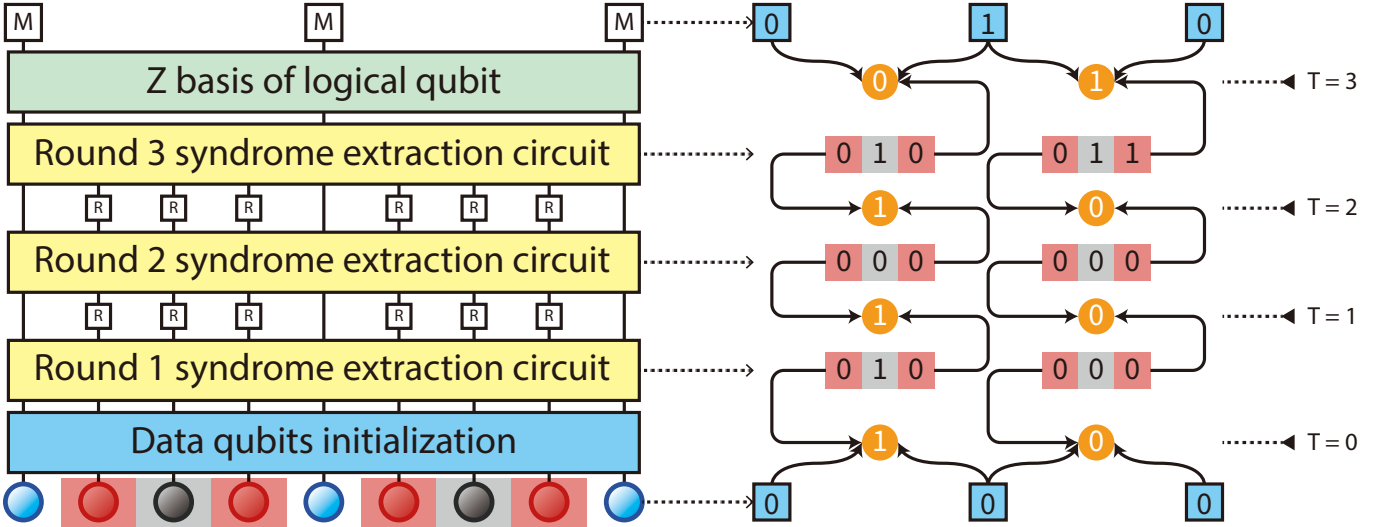 M M M 0 1 0
Z basis of logical qubit 0 1 T = 3
Round 3 syndrome extraction circuit 0 1 0 0 1 1
R R R R R R 1 0 T = 2
Round 2 syndrome extraction circuit 0 0 0 0 0 0
R R R R R R 1 0 T = 1
Round 1 syndrome extraction circuit 0 1 0 0 0 0
Data qubits initialization 1 0 T = 0
0 0 0